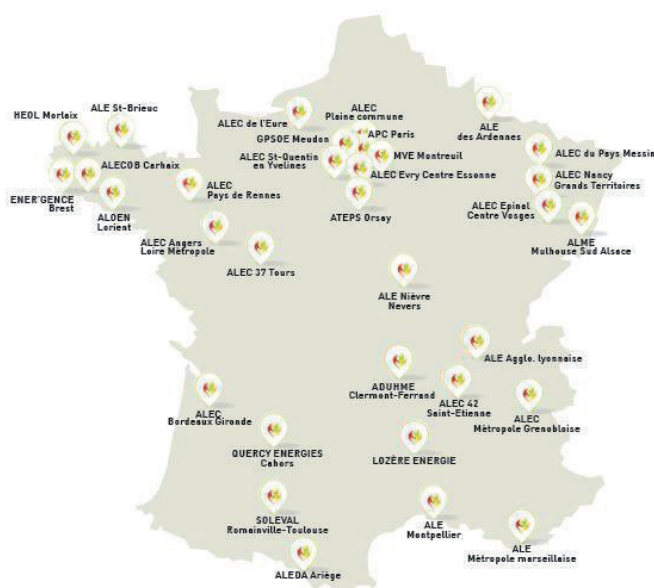 ALEC
Plaine commune
ALEC de l'Eure
ALE
des Ardennes
HEOL Morlaix
ALE St-Brieuc
GPSOE Meudon
APC Paris
ALEC St-Quentin
en Yvelines
MVE Montreuil
ALEC du Pays Messin
ALECOB Carhaix
ALEC Evry Centre Essonne
ALEC Nancy
Grands Territoires
ENER'GENCE
Brest
ALOEN
Lorient
ALEC
Pays de Rennes
ATEPS Orsay
ALEC Epinal
Centre Vosges
ALEC Angers
Loire Métropole
ALME
Mulhouse Sud Alsace
ALEC 37 Tours
ALE Nièvre
Nevers
ALE Agglo. lyonnaise
ADUHME
Clermont-Ferrand
ALEC 42
Saint-Etienne
ALEC
Métropole Grenobloise
ALEC
Bordeaux Gironde
QUERCY ENERGIES
Cahors
LOZÈRE ENERGIE
SOLEVAL
Romainville-Toulouse
ALE
Montpellier
ALE
Métropole marseillaise
ALEDA Ariège